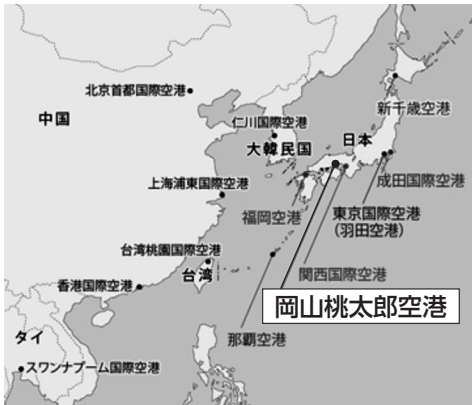 北京首都国際空港
中国
仁川国際空港
大韓民国
日本
新千歳空港
成田国際空港
上海浦東国際空港
福岡空港
東京国際空港
(羽田空港)
台湾桃園国際空港
台湾
関西国際空港
香港国際空港
岡山桃太郎空港
那覇空港
タイ
スワンナプーム国際空港